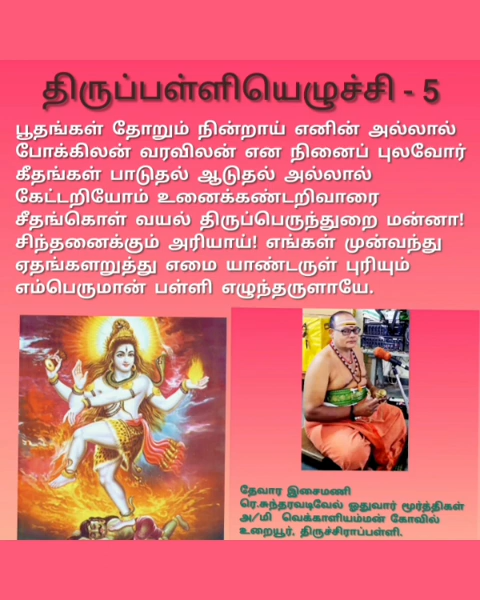 திருப்பள்ளியெழுச்சி - 5
பூதங்கள் தோறும் நின்றாய் எனின் அல்லால்
போக்கிலன் வரவிலன் என நினைப் புலவோர்
கீதங்கள் பாடுதல் ஆடுதல் அல்லால்
கேட்டறியோம் உனைக்கண்டறிவாரை
சீதங்கொள் வயல் திருப்பெருந்துறை மன்னா!
சிந்தனைக்கும் அரியாய்! எங்கள் முன்வந்து
ஏதங்களறுத்து எமை யாண்டருள் புரியும்
எம்பெருமான் பள்ளி எழுந்தருளாயே.
தேவார இசைமணி
ரெ.சுந்தரவடிவேல் ஓதுவார் மூர்த்திகள்
அ/மி வெக்காளியம்மன் கோவில்
உறையூர், திருச்சிராப்பள்ளி.